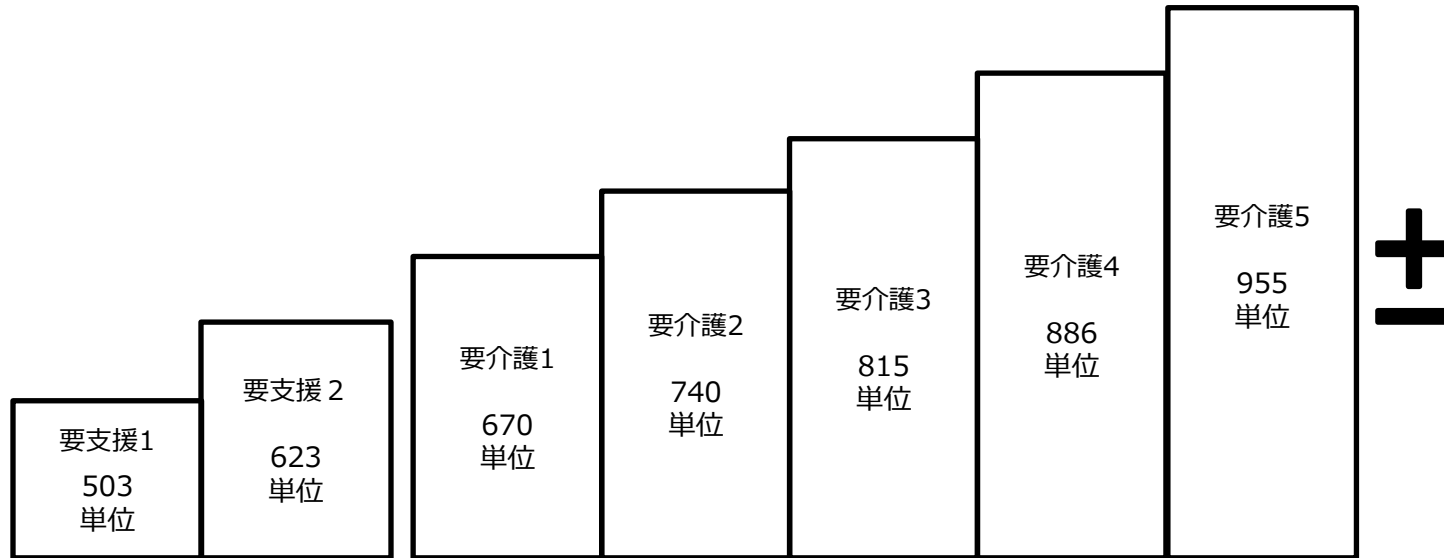 要支援1
503
単位
要支援２
623
単位
要介護1
670
単位
要介護2
740
単位
要介護3
815
単位
要介護4
886
単位
要介護5
955
単位
＋
－